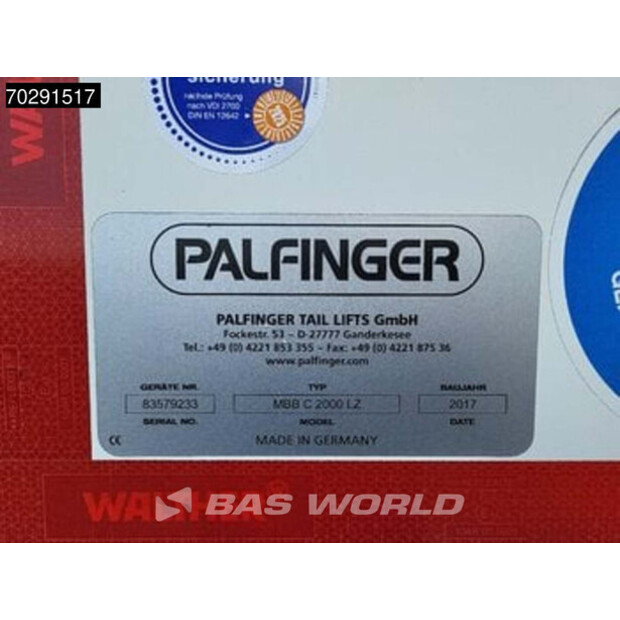 70291517
Sicherung
nächste Prüfung
nach VDI 2700
DIN EN 12642
PALFINGER
PALFINGER TAIL LIFTS GmbH
Fockestr. 53 – D-27777 Ganderkesee
Tel.: +49 (0) 4221 853 355 – Fax: +49 (0) 4221 875 36
www.palfinger.com
GERÄTE NR. TYP BAUJAHR
83579233 MBB C 2000 LZ 2017
SERIAL NO. MODEL DATE
CE MADE IN GERMANY
BAS WORLD